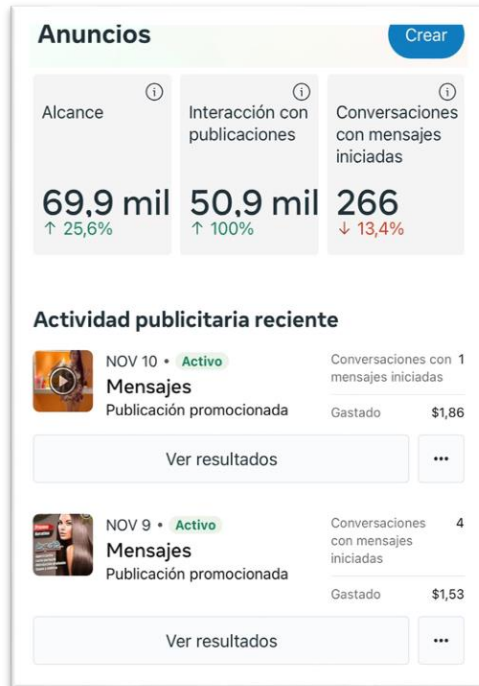 Anuncios
Crear
Alcance
69,9 mil
↑ 25,6%
Interacción con
publicaciones
50,9 mil
↑ 100%
Conversaciones
con mensajes
iniciadas
266
↓ 13,4%
Actividad publicitaria reciente
NOV 10 • Activo
Mensajes
Publicación promocionada
Conversaciones con 1
mensajes iniciadas
Gastado $1,86
Ver resultados
NOV 9 • Activo
Mensajes
Publicación promocionada
Conversaciones 4
con mensajes
iniciadas
Gastado $1,53
Ver resultados